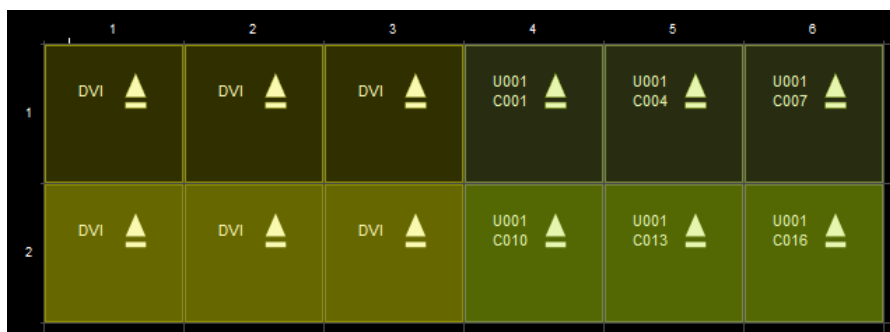 1 2 3 4 5 6
1 DVI DVI DVI U001 U001 U001
C001 C004 C007
2 DVI DVI DVI U001 U001 U001
C010 C013 C016